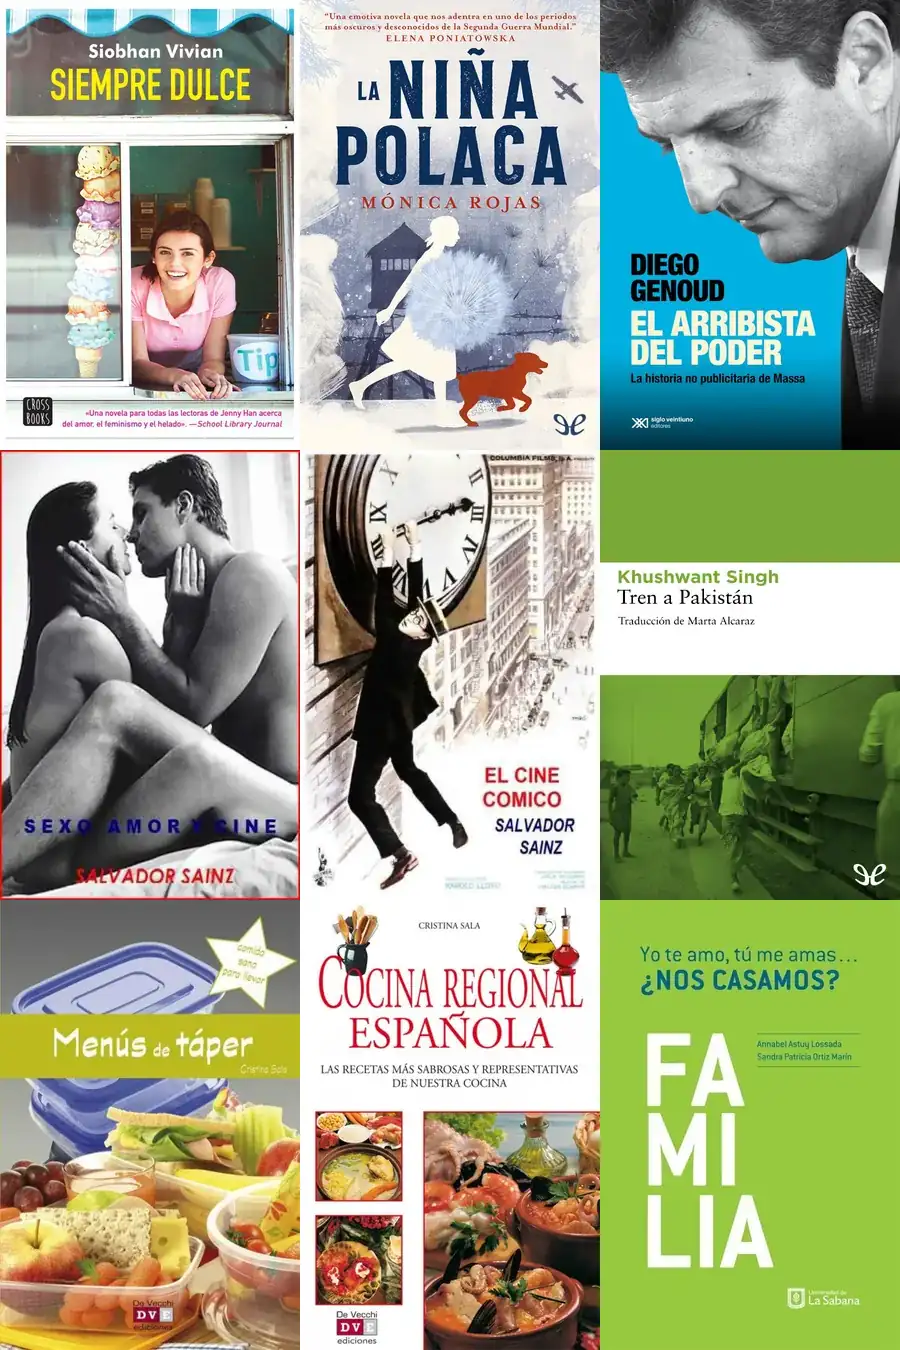 Siobhan Vivian
SIEMPRE DULCE
Tip
CROSS
BOOKS
«Una novela para todas las lectoras de Jenny Han acerca
del amor, el feminismo y el helado». —School Library Journal
“Una emotiva novela que nos adentra en uno de los periodos
más oscuros y desconocidos de la Segunda Guerra Mundial.”
ELENA PONIATOWSKA
LA NIÑA
POLACA
MÓNICA ROJAS
DIEGO
GENOUD
EL ARRIBISTA
DEL PODER
La historia no publicitaria de Massa
siglo veintiuno
editores
SEXO AMOR Y CINE
SALVADOR SAINZ
COLUMBIA FILMS, S.A.
EL CINE
COMICO
SALVADOR
SAINZ
Khushwant Singh
Tren a Pakistán
Traducción de Marta Alcaraz
comida
sana
para llevar
Menús de táper
Cristina Sala
De Vecchi
DVE
ediciones
CRISTINA SALA
COCINA REGIONAL
ESPAÑOLA
LAS RECETAS MÁS SABROSAS Y REPRESENTATIVAS
DE NUESTRA COCINA
De Vecchi
DVE
ediciones
Yo te amo, tú me amas...
¿NOS CASAMOS?
FA
MI
LIA
Annabel Astuy Lossada
Sandra Patricia Ortiz Marín
Universidad de
La Sabana